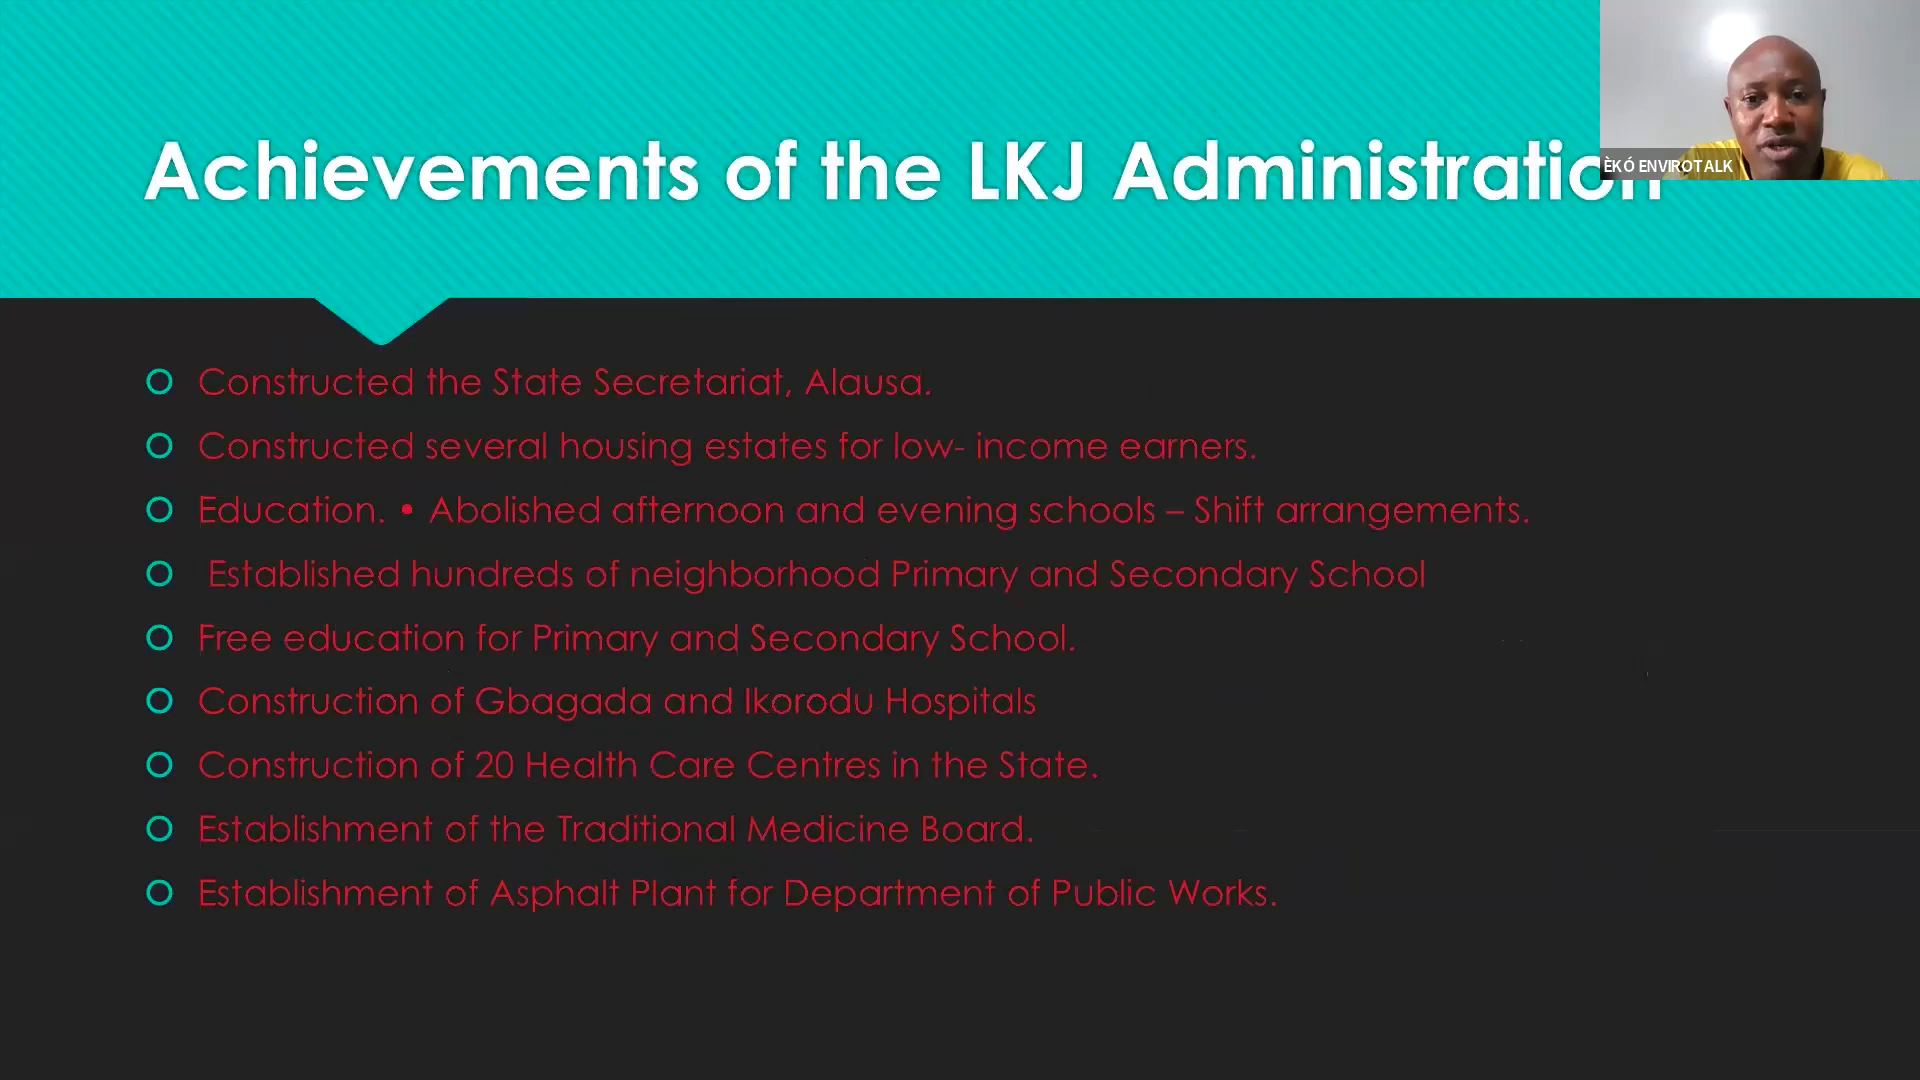 Achievements of the LKJ Administration
ÈKÓ ENVIROTALK
Constructed the State Secretariat, Alausa.
Constructed several housing estates for low- income earners.
Education. • Abolished afternoon and evening schools – Shift arrangements.
Established hundreds of neighborhood Primary and Secondary School
Free education for Primary and Secondary School.
Construction of Gbagada and Ikorodu Hospitals
Construction of 20 Health Care Centres in the State.
Establishment of the Traditional Medicine Board.
Establishment of Asphalt Plant for Department of Public Works.